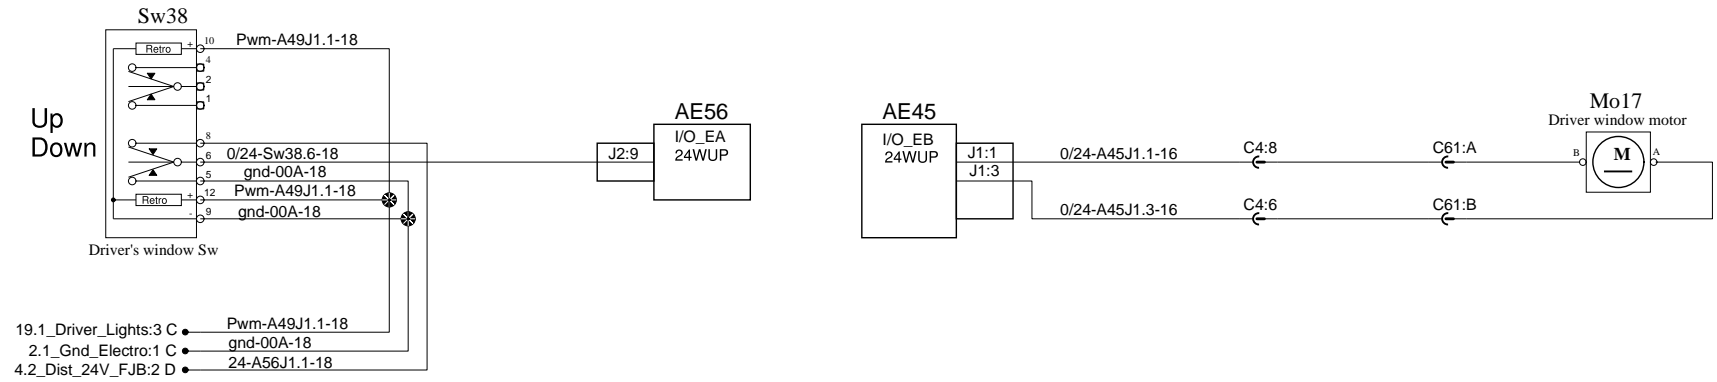 Sw38
Retro
+
10
Pwm-A49J1.1-18
4
2
1
Up
Down
8
6
0/24-Sw38.6-18
5
gnd-00A-18
Retro
+
12
Pwm-A49J1.1-18
-
9
gnd-00A-18
Driver's window Sw
19.1_Driver_Lights:3 C
Pwm-A49J1.1-18
2.1_Gnd_Electro:1 C
gnd-00A-18
4.2_Dist_24V_FJB:2 D
24-A56J1.1-18
AE56
I/O_EA
24WUP
J2:9
AE45
I/O_EB
24WUP
J1:1
J1:3
0/24-A45J1.1-16
C4:8
C61:A
0/24-A45J1.3-16
C4:6
C61:B
Mo17
Driver window motor
B
M
A